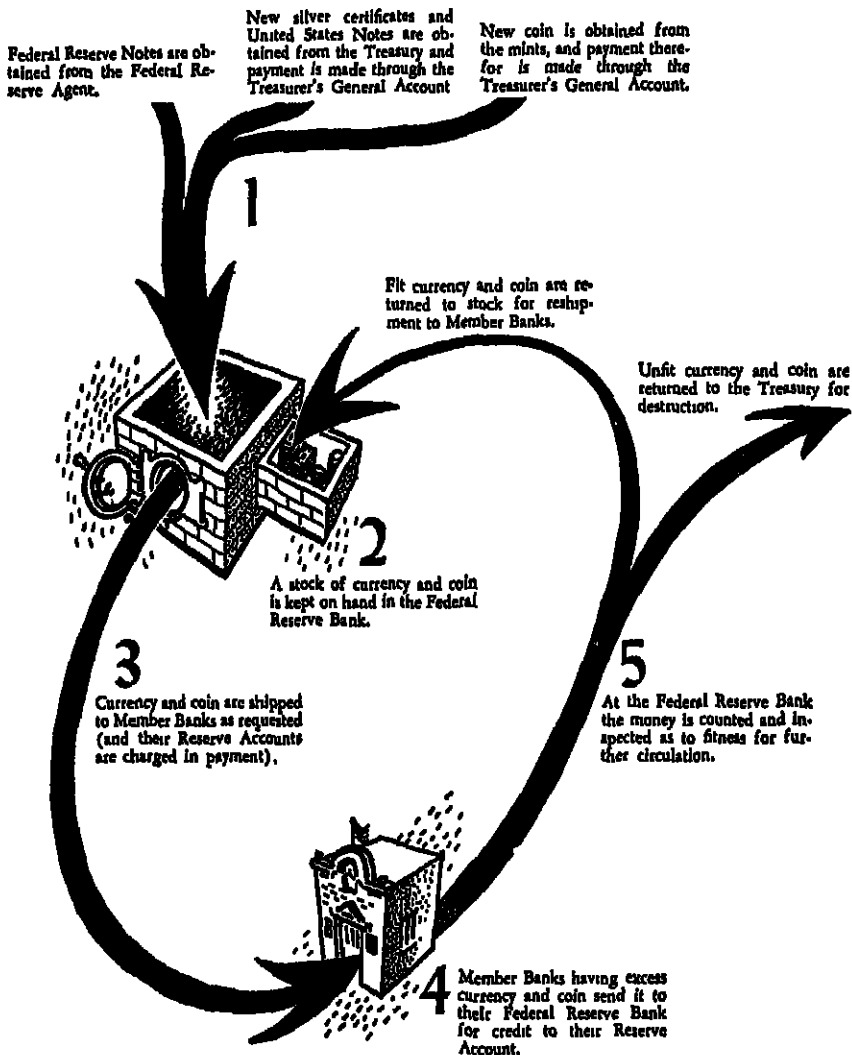 Federal Reserve Notes are ob-
tained from the Federal Re-
serve Agent.
New silver certificates and
United States Notes are ob-
tained from the Treasury and
payment is made through the
Treasurer's General Account
New coin is obtained from
the mints, and payment there-
for is made through the
Treasurer's General Account.
1
Fit currency and coin are re-
turned to stock for reship-
ment to Member Banks.
Unfit currency and coin are
returned to the Treasury for
destruction.
2
A stock of currency and coin
is kept on hand in the Federal
Reserve Bank.
3
Currency and coin are shipped
to Member Banks as requested
(and their Reserve Accounts
are charged in payment).
5
At the Federal Reserve Bank
the money is counted and in-
spected as to fitness for fur-
ther circulation.
4
Member Banks having excess
currency and coin send it to
their Federal Reserve Bank
for credit to their Reserve
Account.